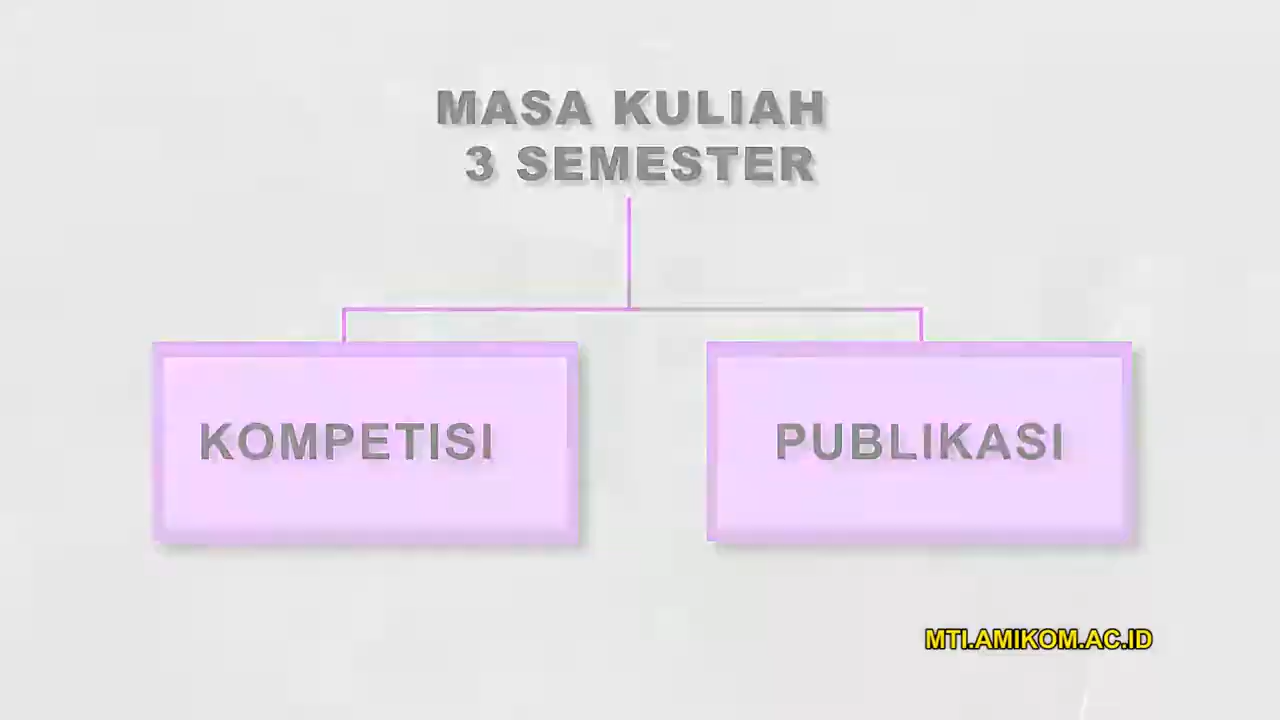 MASA KULIAH
3 SEMESTER
KOMPETISI
PUBLIKASI
MTI.AMIKOM.AC.ID